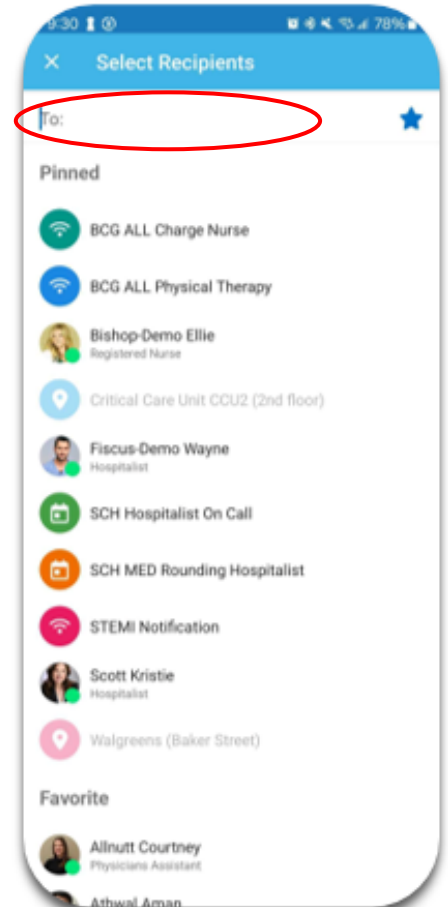 9:30
78%
Select Recipients
To:
Pinned
BCG ALL Charge Nurse
BCG ALL Physical Therapy
Bishop-Demo Ellie
Registered Nurse
Critical Care Unit CCU2 (2nd floor)
Fiscus-Demo Wayne
Hospitalist
SCH Hospitalist On Call
SCH MED Rounding Hospitalist
STEMI Notification
Scott Kristie
Hospitalist
Walgreens (Baker Street)
Favorite
Allnutt Courtney
Physicians Assistant
Athwal Aman